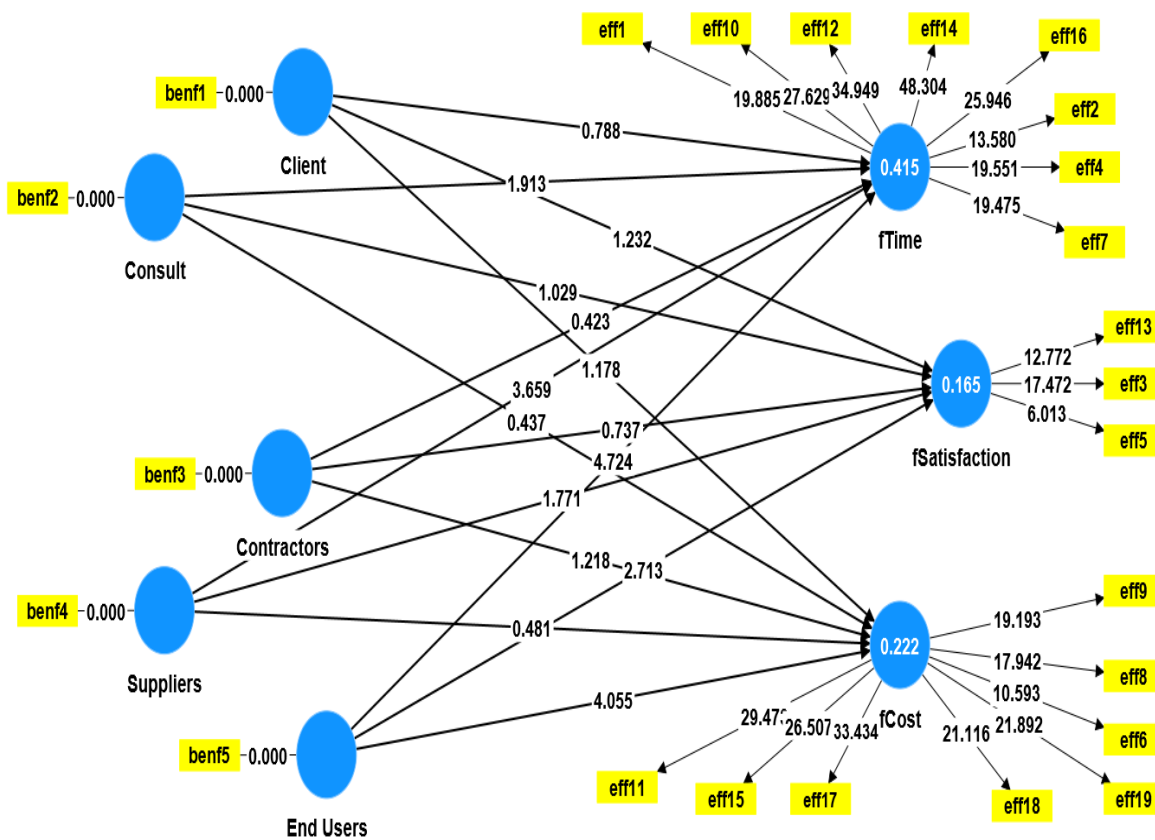 eff1
eff10
eff12
eff14
eff16
benf1
0.000
19.885
27.629
34.949
48.304
25.946
eff2
0.788
13.580
Client
0.415
19.551
eff4
benf2
0.000
1.913
19.475
1.232
fTime
eff7
Consult
1.029
0.423
eff13
12.772
1.178
0.165
17.472
eff3
3.659
6.013
0.437
0.737
eff5
fSatisfaction
benf3
0.000
4.724
1.771
Contractors
1.218
2.713
eff9
benf4
0.000
19.193
0.481
0.222
17.942
eff8
Suppliers
10.593
4.055
fCost
29.473
26.507
33.434
21.116
21.892
eff6
benf5
0.000
eff11
eff15
eff17
eff18
eff19
End Users